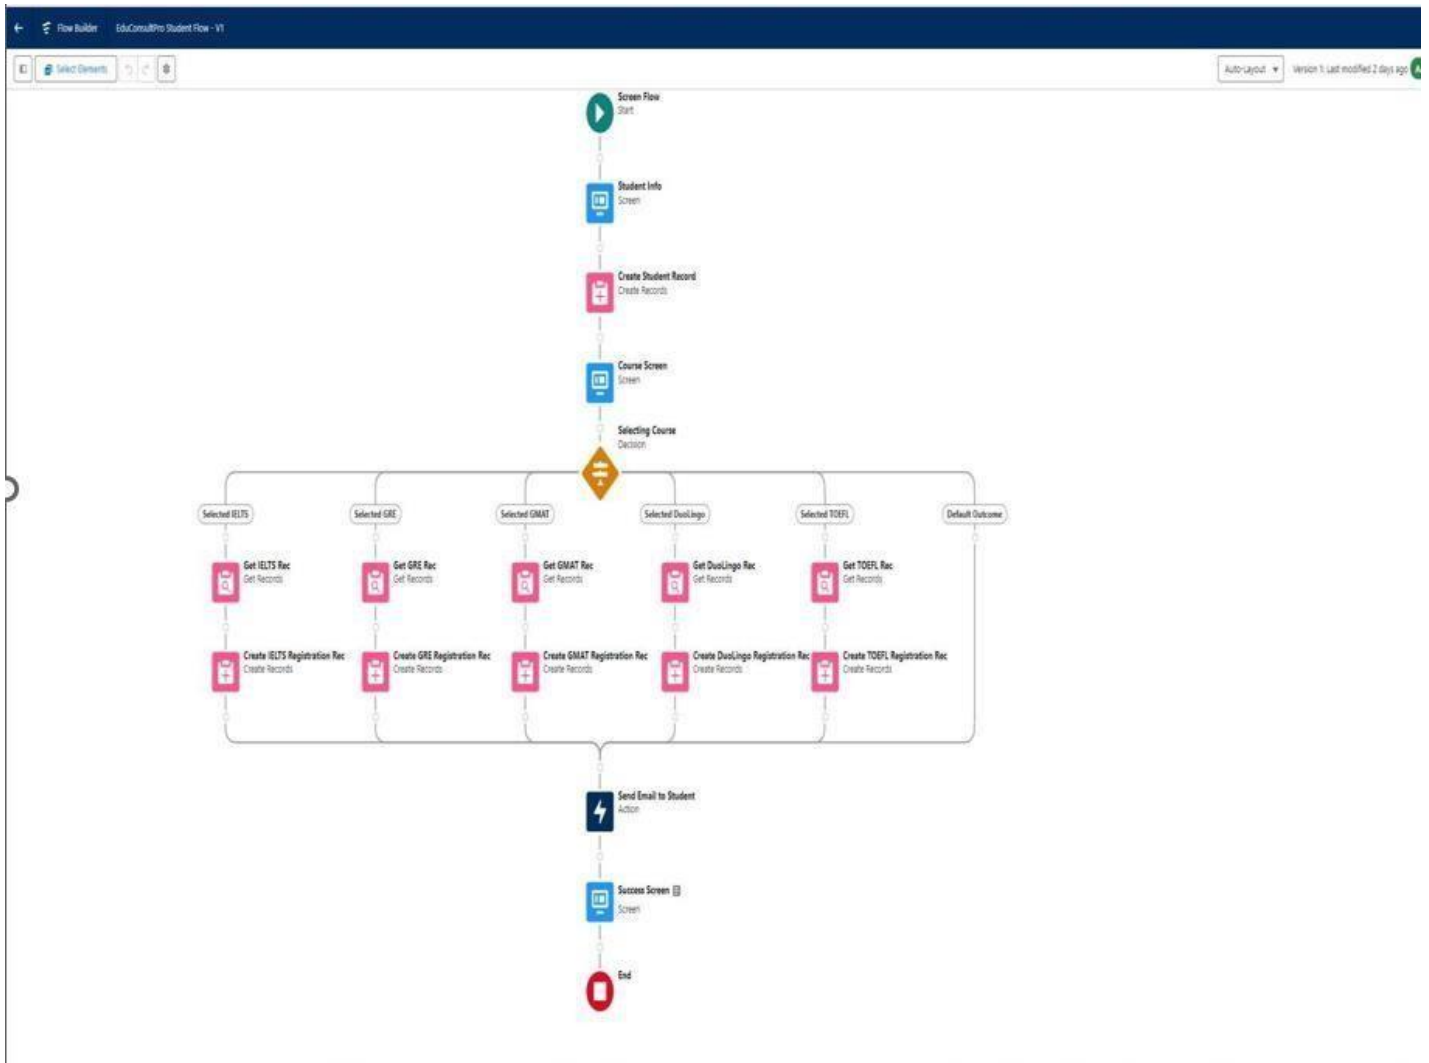 Flow Builder EduConsultPro Student Flow - V1
Select Elements
Auto-Layout Version 1: Last modified 2 days ago
Screen Flow
Start
Student Info
Screen
Create Student Record
Create Records
Course Screen
Screen
Selecting Course
Decision
Selected IELTS Selected GRE Selected GMAT Selected DuoLingo Selected TOEFL Default Outcome
Get IELTS Rec Get GRE Rec Get GMAT Rec Get DuoLingo Rec Get TOEFL Rec
Get Records Get Records Get Records Get Records Get Records
Create IELTS Registration Rec Create GRE Registration Rec Create GMAT Registration Rec Create DuoLingo Registration Rec Create TOEFL Registration Rec
Create Records Create Records Create Records Create Records Create Records
Send Email to Student
Action
Success Screen
Screen
End